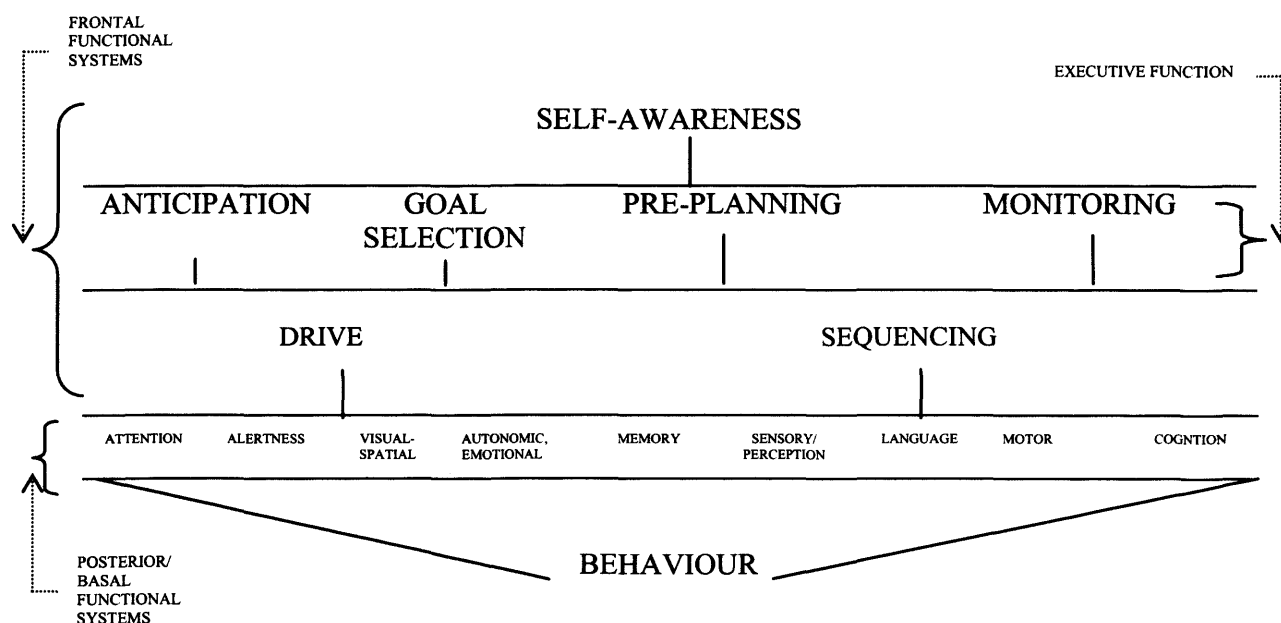 FRONTAL
FUNCTIONAL
SYSTEMS
EXECUTIVE FUNCTION
SELF-AWARENESS
ANTICIPATION
GOAL
SELECTION
PRE-PLANNING
MONITORING
DRIVE
SEQUENCING
ATTENTION
ALERTNESS
VISUAL-
SPATIAL
AUTONOMIC,
EMOTIONAL
MEMORY
SENSORY/
PERCEPTION
LANGUAGE
MOTOR
COGNTION
BEHAVIOUR
POSTERIOR/
BASAL
FUNCTIONAL
SYSTEMS